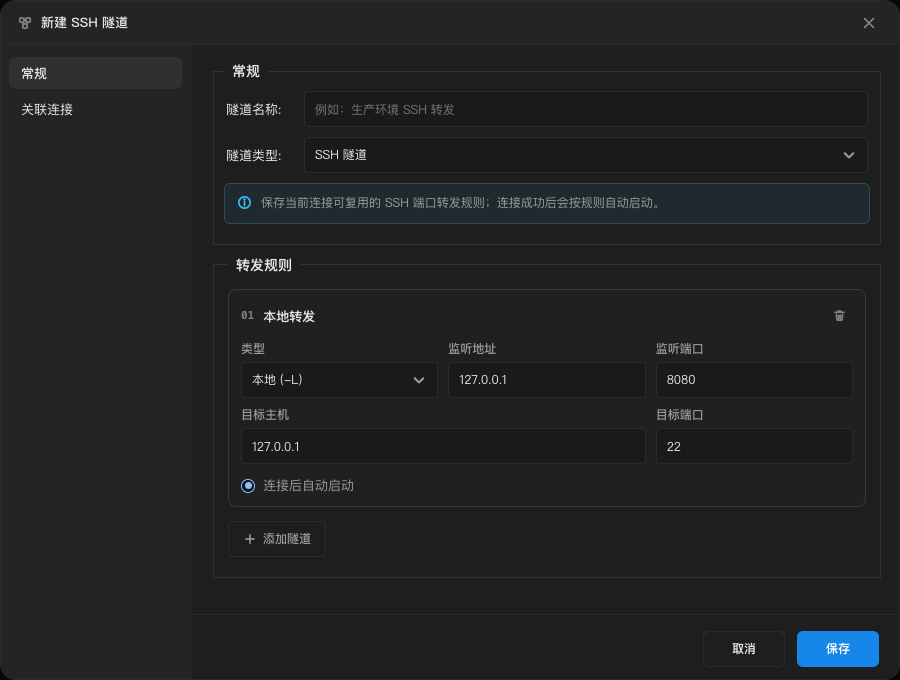 新建 SSH 隧道
常规
关联连接
常规
隧道名称:
例如：生产环境 SSH 转发
隧道类型:
SSH 隧道
保存当前连接可复用的 SSH 端口转发规则；连接成功后会按规则自动启动。
转发规则
01 本地转发
类型 监听地址 监听端口
本地 (-L) 127.0.0.1 8080
目标主机 目标端口
127.0.0.1 22
连接后自动启动
添加隧道
取消 保存